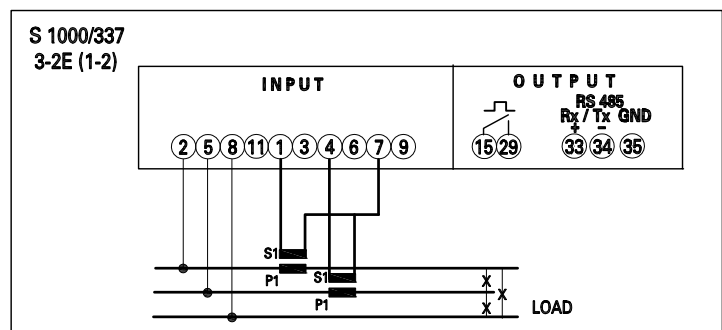 S 1000/337
3-2E (1-2)
INPUT
OUTPUT
RS 485
Rx / Tx GND
+ –
2 5 8 11 1 3 4 6 7 9
15 29 33 34 35
S1
P1
S1
P1
X
X
X
LOAD